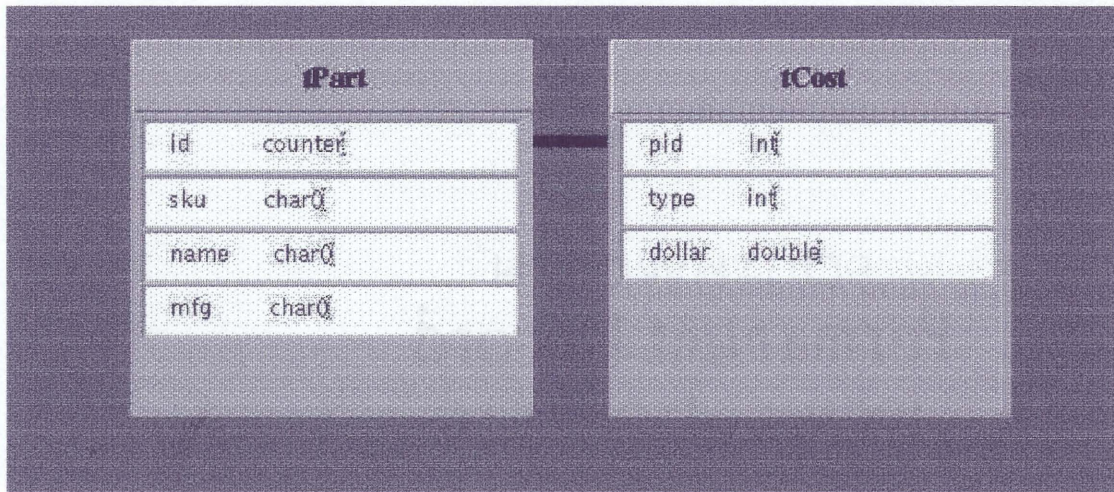 tPart
id counter
sku char()
name char()
mfg char()
tCost
pid int
type int
dollar double